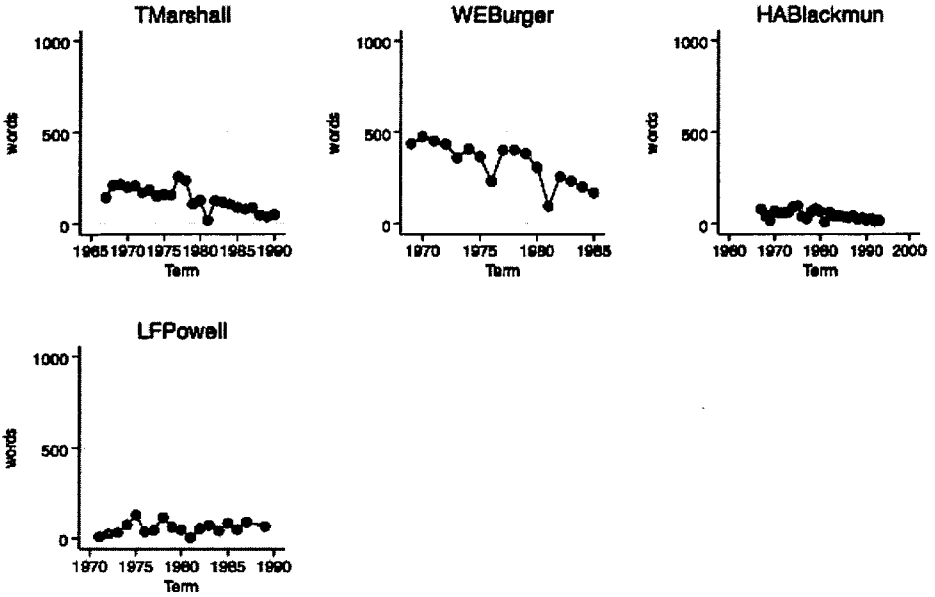 TMarshall
1000
500
0
words
1965 1970 1975 1980 1985 1990
Term
WEBurger
1000
500
0
words
1970 1975 1980 1985
Term
HABlackmun
1000
500
0
words
1960 1970 1980 1990 2000
Term
LFPowell
1000
500
0
words
1970 1975 1980 1985 1990
Term